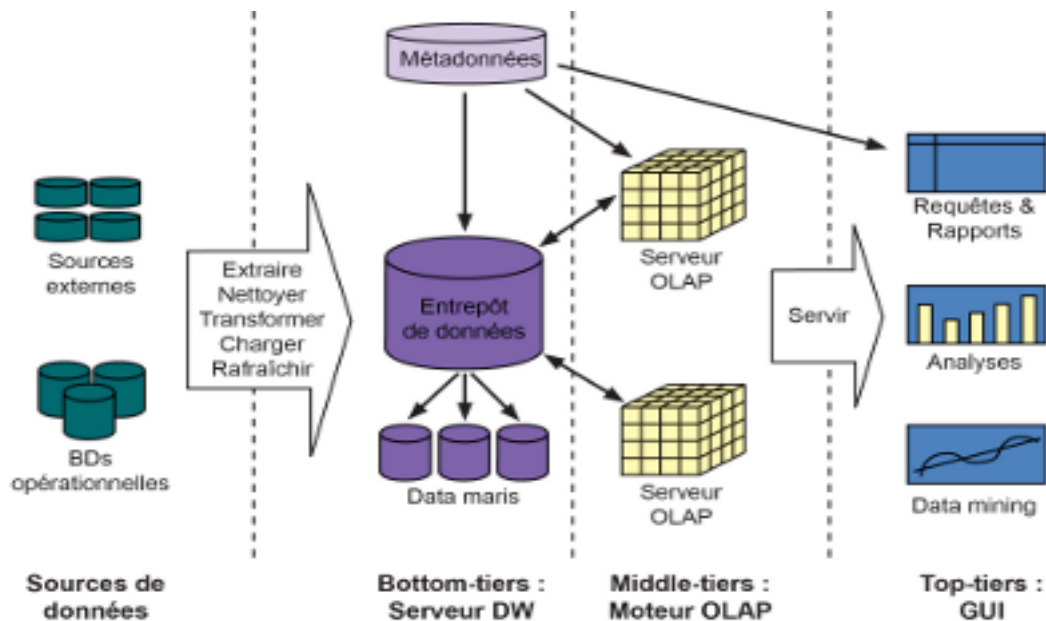 Métadonnées
Sources
externes
BDs
opérationnelles
Extraire
Nettoyer
Transformer
Charger
Rafraîchir
Entrepôt
de données
Data maris
Serveur
OLAP
Serveur
OLAP
Servir
Requêtes &
Rapports
Analyses
Data mining
Sources de
données
Bottom-tiers :
Serveur DW
Middle-tiers :
Moteur OLAP
Top-tiers :
GUI